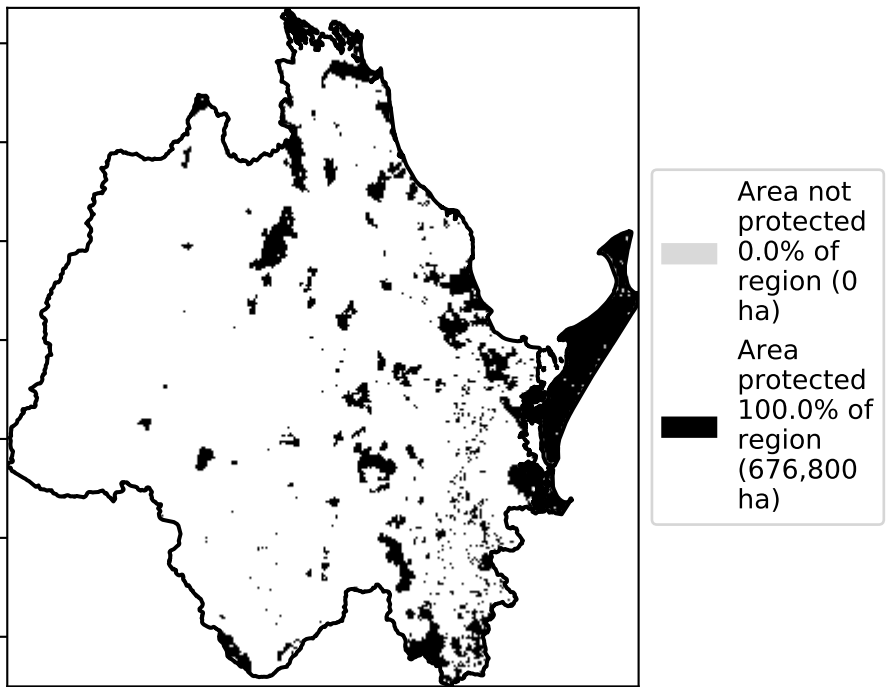 Area not
protected
0.0% of
region (0
ha)
Area
protected
100.0% of
region
(676,800
ha)